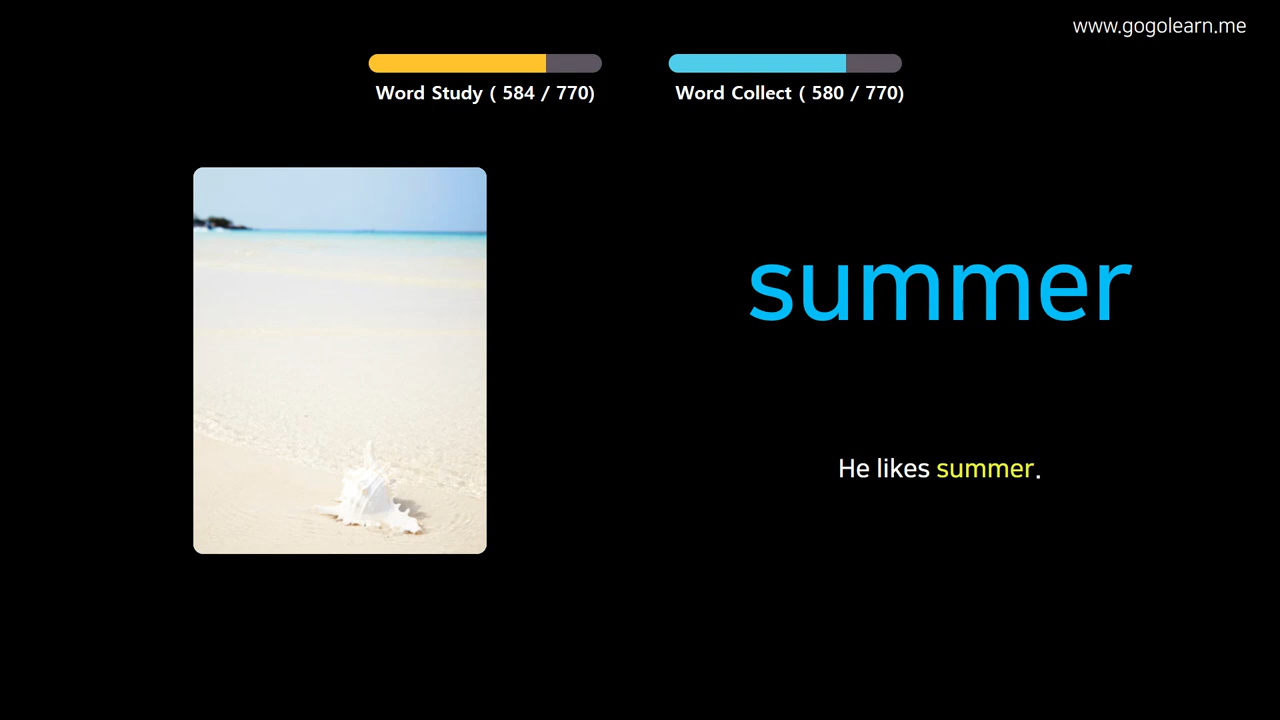 www.gogolearn.me
Word Study ( 584 / 770)
Word Collect ( 580 / 770)
summer
He likes summer.